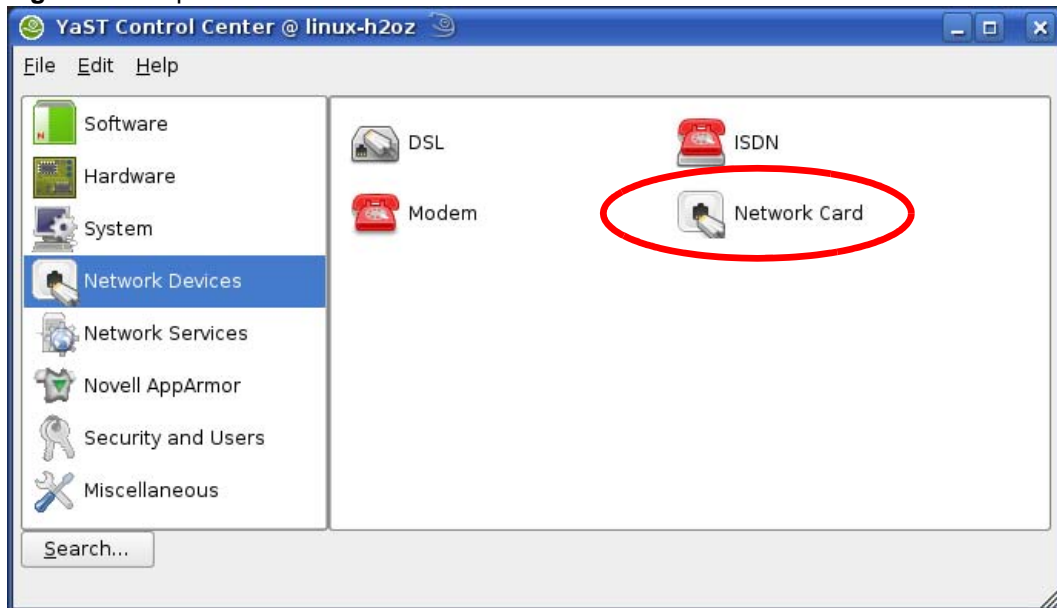 YaST Control Center @ linux-h2oz
File Edit Help
Software
Hardware
System
Network Devices
Network Services
Novell AppArmor
Security and Users
Miscellaneous
DSL
ISDN
Modem
Network Card
Search...